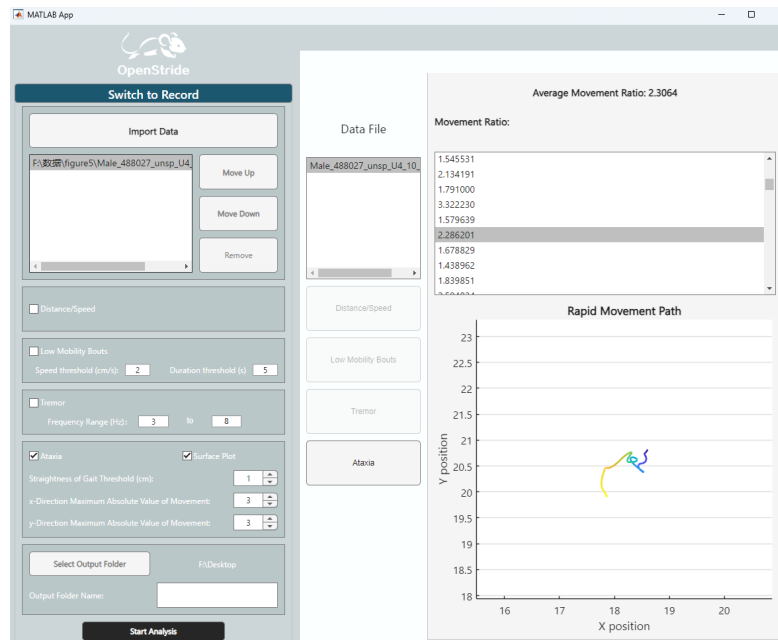 MATLAB App
OpenStride
Switch to Record
Import Data
F:\数据\figure5\Male_488027_unsp_U4_
Move Up
Move Down
Remove
Distance/Speed
Low Mobility Bouts
Speed threshold (cm/s): 2 Duration threshold (s) 5
Tremor
Frequency Range (Hz): 3 to 8
Ataxia Surface Plot
Straightness of Gait Threshold (cm): 1
x-Direction Maximum Absolute Value of Movement: 3
y-Direction Maximum Absolute Value of Movement: 3
Select Output Folder F:\Desktop
Output Folder Name:
Start Analysis
Data File
Male_488027_unsp_U4_10_
Distance/Speed
Low Mobility Bouts
Tremor
Ataxia
Average Movement Ratio: 2.3064
Movement Ratio:
1.545531
2.134191
1.791000
3.322230
1.579639
2.286201
1.678829
1.438962
1.839851
Rapid Movement Path
23
22.5
22
21.5
21
20.5
20
19.5
19
18.5
18
Y position
16 17 18 19 20
X position